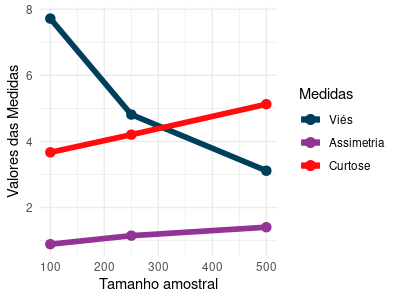 8
6
4
2
Valores das Medidas
100
200
300
400
500
Tamanho amostral
Medidas
Viés
Assimetria
Curtose